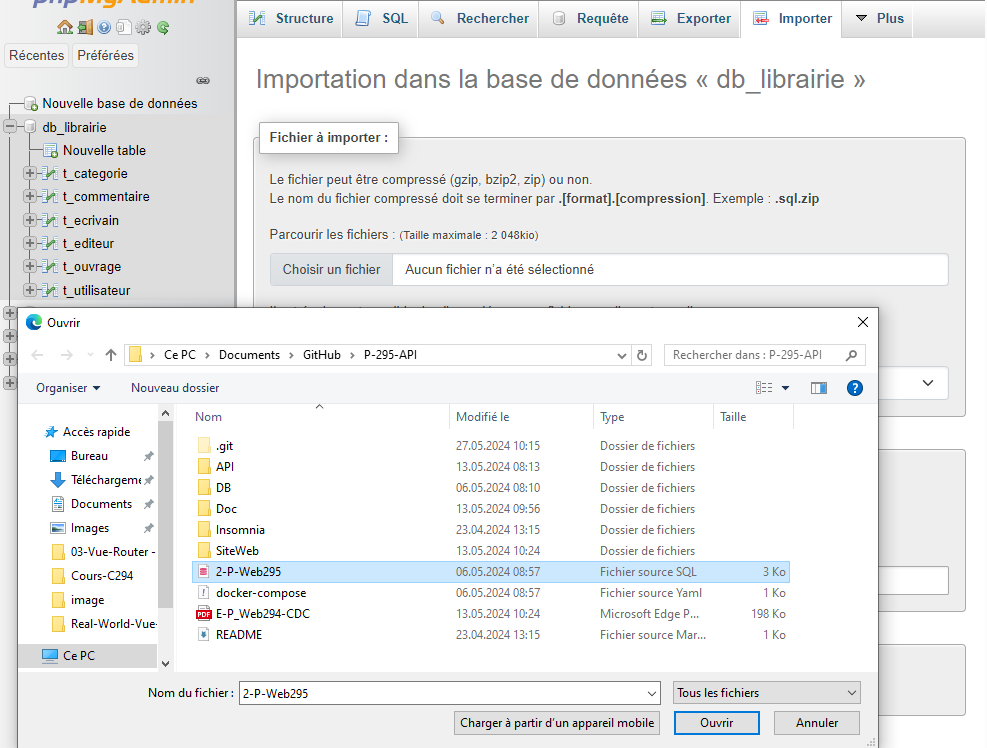 phpMyAdmin
Récentes Préférées
Nouvelle base de données
db_librairie
Nouvelle table
t_categorie
t_commentaire
t_ecrivain
t_editeur
t_ouvrage
t_utilisateur
Structure SQL Rechercher Requête Exporter Importer Plus
Importation dans la base de données « db_librairie »
Fichier à importer :
Le fichier peut être compressé (gzip, bzip2, zip) ou non.
Le nom du fichier compressé doit se terminer par .[format].[compression]. Exemple : .sql.zip
Parcourir les fichiers : (Taille maximale : 2 048kio)
Choisir un fichier Aucun fichier n'a été sélectionné
Ouvrir
Ce PC > Documents > GitHub > P-295-API
Rechercher dans : P-295-API
Organiser Nouveau dossier
Accès rapide
Bureau
Téléchargeme
Documents
Images
03-Vue-Router -
Cours-C294
image
Real-World-Vue-
Ce PC
Nom Modifié le Type Taille
.git 27.05.2024 10:15 Dossier de fichiers
API 13.05.2024 08:13 Dossier de fichiers
DB 06.05.2024 08:10 Dossier de fichiers
Doc 13.05.2024 09:56 Dossier de fichiers
Insomnia 23.04.2024 13:15 Dossier de fichiers
SiteWeb 13.05.2024 10:24 Dossier de fichiers
2-P-Web295 06.05.2024 08:57 Fichier source SQL 3 Ko
docker-compose 06.05.2024 08:57 Fichier source Yaml 1 Ko
PDF E-P_Web294-CDC 13.05.2024 10:24 Microsoft Edge P... 198 Ko
README 23.04.2024 13:15 Fichier source Mar... 1 Ko
Nom du fichier : 2-P-Web295 Tous les fichiers
Charger à partir d'un appareil mobile Ouvrir Annuler